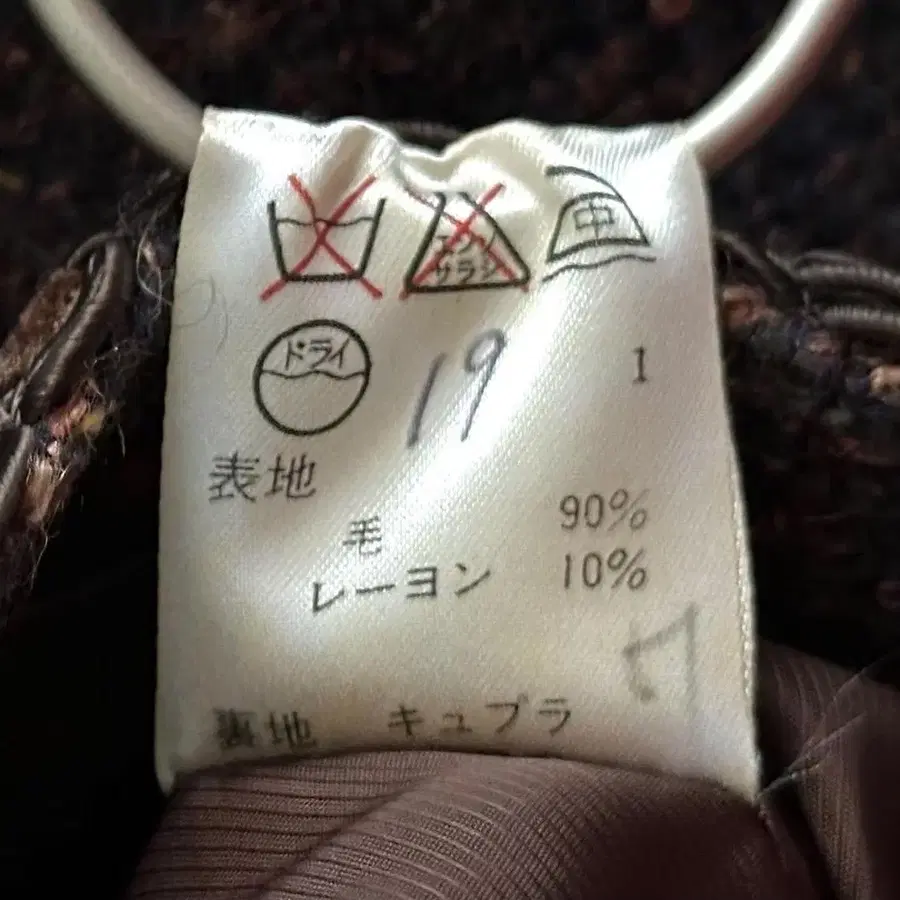 エンソ
サラシ
中
ドライ
19
1
表地
毛 90%
レーヨン 10%
7
裏地 キュプラ